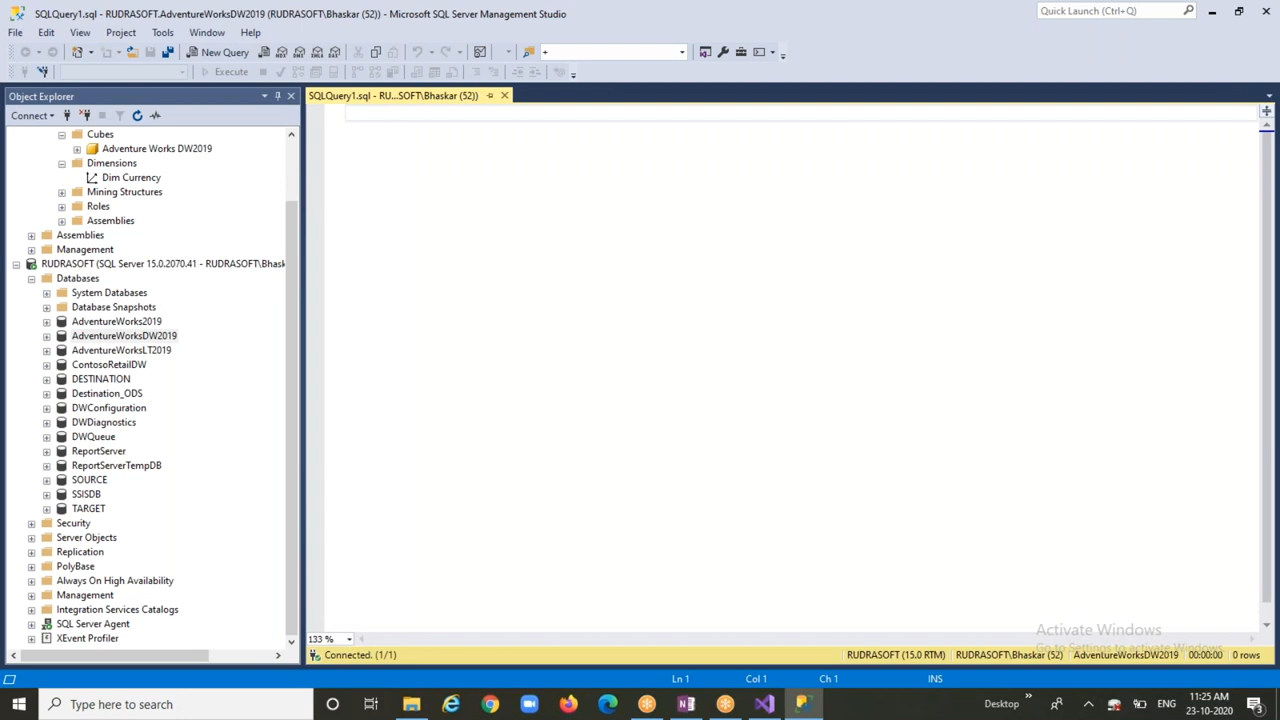 SQLQuery1.sql - RUDRASOFT.AdventureWorksDW2019 (RUDRASOFT\Bhaskar (52)) - Microsoft SQL Server Management Studio
Quick Launch (Ctrl+Q)
File Edit View Project Tools Window Help
New Query
Execute
Object Explorer
SQLQuery1.sql - RU...SOFT\Bhaskar (52))
Connect
Cubes
Adventure Works DW2019
Dimensions
Dim Currency
Mining Structures
Roles
Assemblies
Assemblies
Management
RUDRASOFT (SQL Server 15.0.2070.41 - RUDRASOFT\Bhask
Databases
System Databases
Database Snapshots
AdventureWorks2019
AdventureWorksDW2019
AdventureWorksLT2019
ContosoRetailDW
DESTINATION
Destination_ODS
DWConfiguration
DWDiagnostics
DWQueue
ReportServer
ReportServerTempDB
SOURCE
SSISDB
TARGET
Security
Server Objects
Replication
PolyBase
Always On High Availability
Management
Integration Services Catalogs
SQL Server Agent
XEvent Profiler
133 %
Activate Windows
Go to Settings to activate Windows.
Connected. (1/1)
RUDRASOFT (15.0 RTM) RUDRASOFT\Bhaskar (52) AdventureWorksDW2019 00:00:00 0 rows
Ln 1 Col 1 Ch 1 INS
Type here to search
Desktop
ENG
11:25 AM
23-10-2020